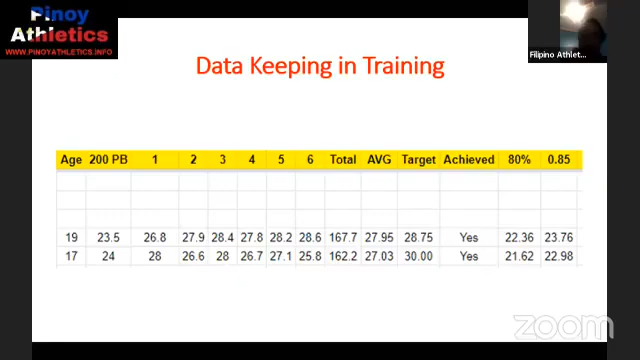 Pinoy
Athletics
WWW.PINOYATHLETICS.INFO
Filipino Athlet...
Data Keeping in Training
Age 200 PB 1 2 3 4 5 6 Total AVG Target Achieved 80% 0.85
19 23.5 26.8 27.9 28.4 27.8 28.2 28.6 167.7 27.95 28.75 Yes 22.36 23.76
17 24 28 26.6 28 26.7 27.1 25.8 162.2 27.03 30.00 Yes 21.62 22.98
zoom